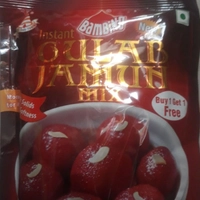 Bambino
Instant
GULAB
JAMUN
MIX
Buy 1 Get 1
Free